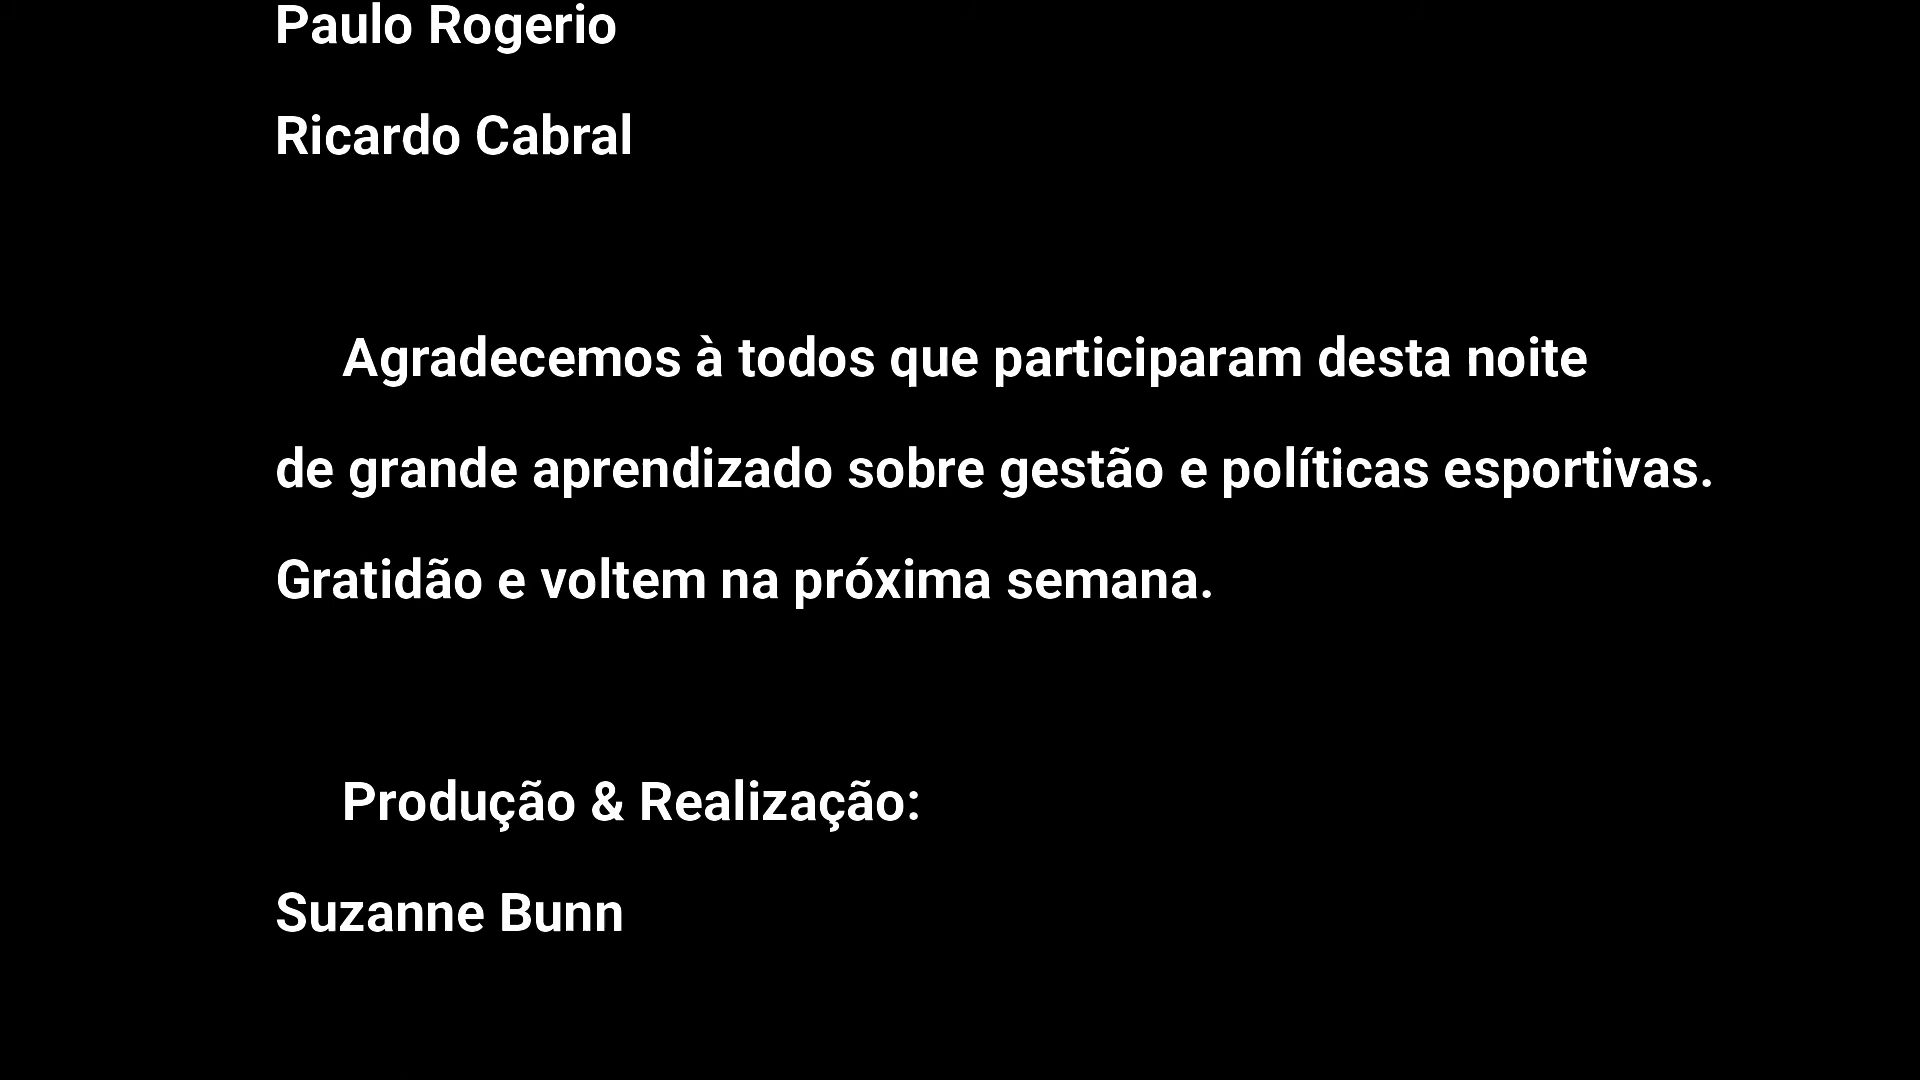 Paulo Rogerio
Ricardo Cabral
Agradecemos à todos que participaram desta noite
de grande aprendizado sobre gestão e políticas esportivas.
Gratidão e voltem na próxima semana.
Produção & Realização:
Suzanne Bunn